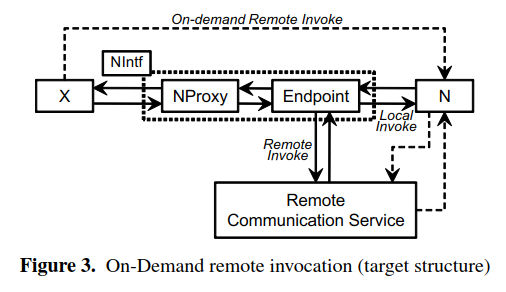 On-demand Remote Invoke
NIntf
X
NProxy
Endpoint
N
Local
Invoke
Remote
Invoke
Remote
Communication Service
Figure 3. On-Demand remote invocation (target structure)